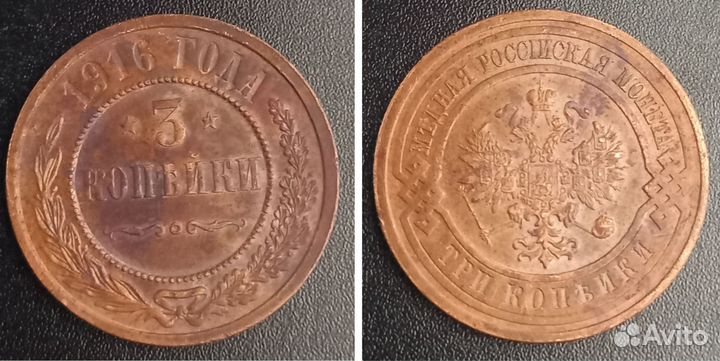 1916 ГОДА
3
КОПѢЙКИ
МѢДНАЯ РОССІЙСКАЯ МОНЕТА
ТРИ КОПѢЙКИ
Avito